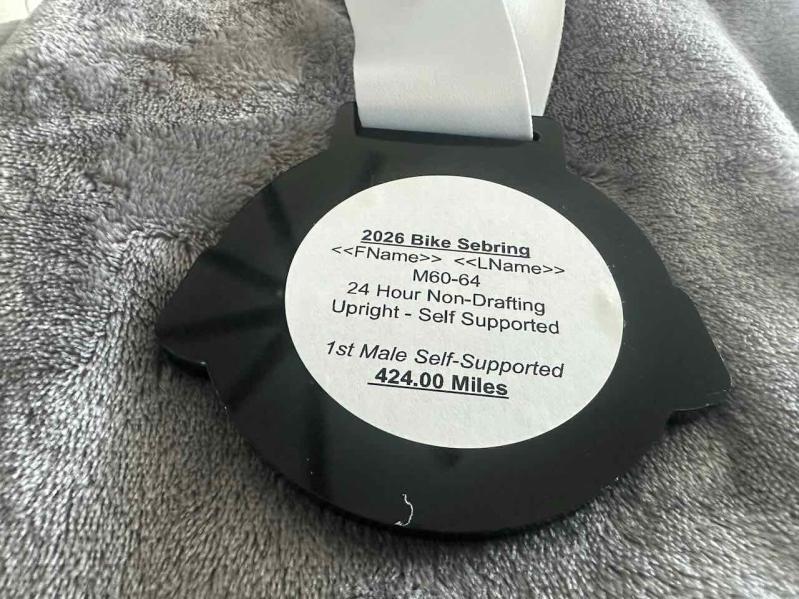 2026 Bike Sebring
<<FName>> <<LName>>
M60-64
24 Hour Non-Drafting
Upright - Self Supported
1st Male Self-Supported
424.00 Miles